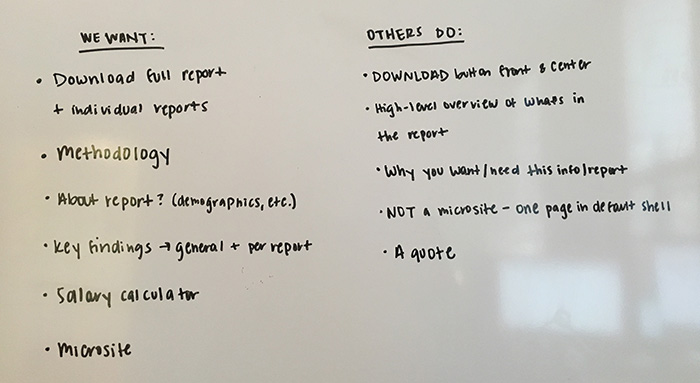 WE WANT:
• Download full report
+ individual reports
• Methodology
• About report? (demographics, etc.)
• Key findings → general + per report
• Salary calculator
• Microsite
OTHERS DO:
• DOWNLOAD button front & center
• High-level overview of whats in
the report
• Why you want/need this info/report
• NOT a microsite – one page in default shell
• A quote